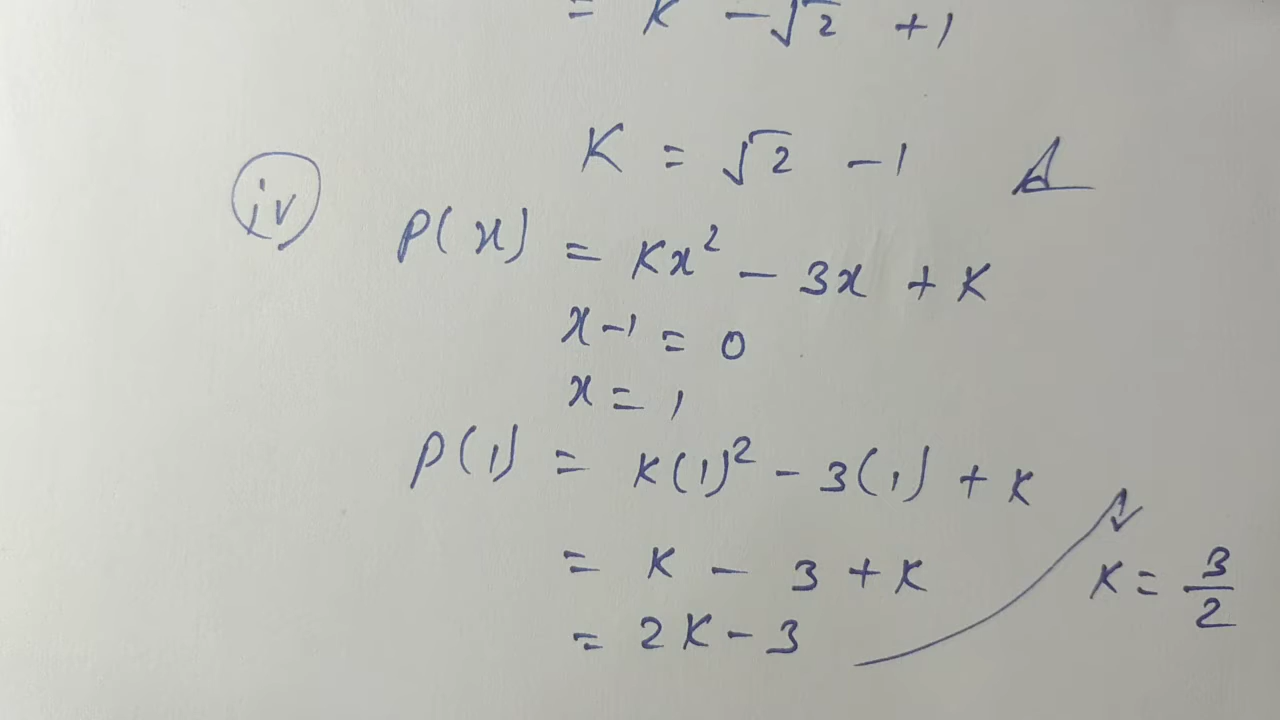 = K - √2 + 1
K = √2 - 1
iv P(x) = Kx² - 3x + K
x - 1 = 0
x = 1
P(1) = K(1)² - 3(1) + K
= K - 3 + K
= 2K - 3
K = 3/2